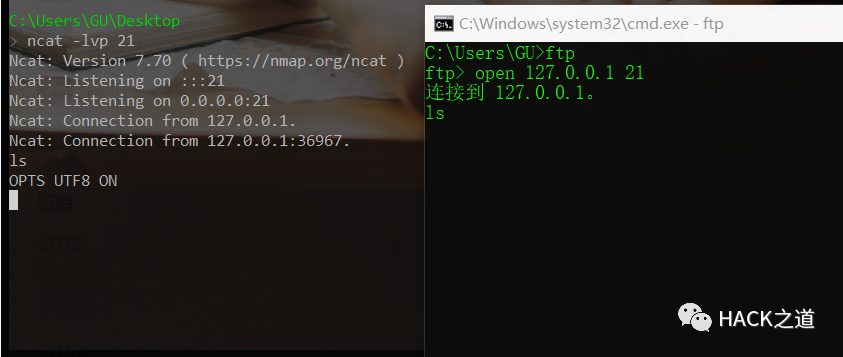 C:\Users\GU\Desktop
> ncat -lvp 21
Ncat: Version 7.70 ( https://nmap.org/ncat )
Ncat: Listening on :::21
Ncat: Listening on 0.0.0.0:21
Ncat: Connection from 127.0.0.1.
Ncat: Connection from 127.0.0.1:36967.
ls
OPTS UTF8 ON
归档
2019
C:\Windows\system32\cmd.exe - ftp
C:\Users\GU>ftp
ftp> open 127.0.0.1 21
连接到 127.0.0.1。
ls
HACK之道